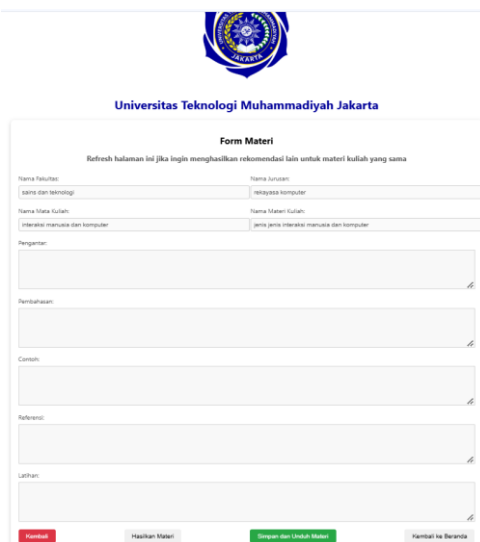 JAKARTA
Universitas Teknologi Muhammadiyah Jakarta
Form Materi
Refresh halaman ini jika ingin menghasilkan rekomendasi lain untuk materi kuliah yang sama
Nama Fakultas: Nama Jurusan:
sains dan teknologi rekayasa komputer
Nama Mata Kuliah: Nama Materi Kuliah:
interaksi manusia dan komputer jenis jenis interaksi manusia dan komputer
Pengantar:
Pembahasan:
Contoh:
Referensi:
Latihan:
Kembali Hasilkan Materi Simpan dan Unduh Materi Kembali ke Beranda